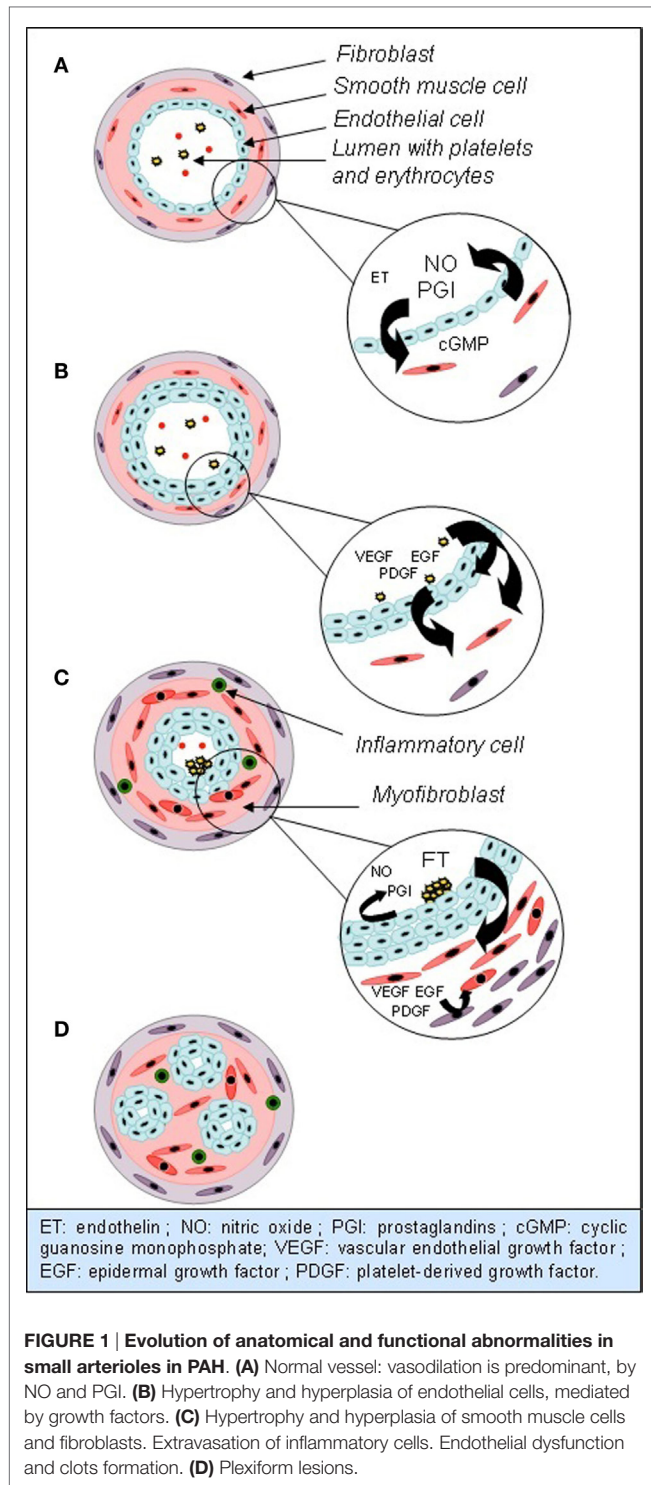 A
Fibroblast
Smooth muscle cell
Endothelial cell
Lumen with platelets
and erythrocytes
ET
NO
PGI
cGMP
B
VEGF EGF
PDGF
C
Inflammatory cell
Myofibroblast
NO
PGI
FT
VEGF EGF
PDGF
D
ET: endothelin ; NO: nitric oxide ; PGI: prostaglandins ; cGMP: cyclic
guanosine monophosphate; VEGF: vascular endothelial growth factor ;
EGF: epidermal growth factor ; PDGF: platelet-derived growth factor.
FIGURE 1 | Evolution of anatomical and functional abnormalities in
small arterioles in PAH. (A) Normal vessel: vasodilation is predominant, by
NO and PGI. (B) Hypertrophy and hyperplasia of endothelial cells, mediated
by growth factors. (C) Hypertrophy and hyperplasia of smooth muscle cells
and fibroblasts. Extravasation of inflammatory cells. Endothelial dysfunction
and clots formation. (D) Plexiform lesions.